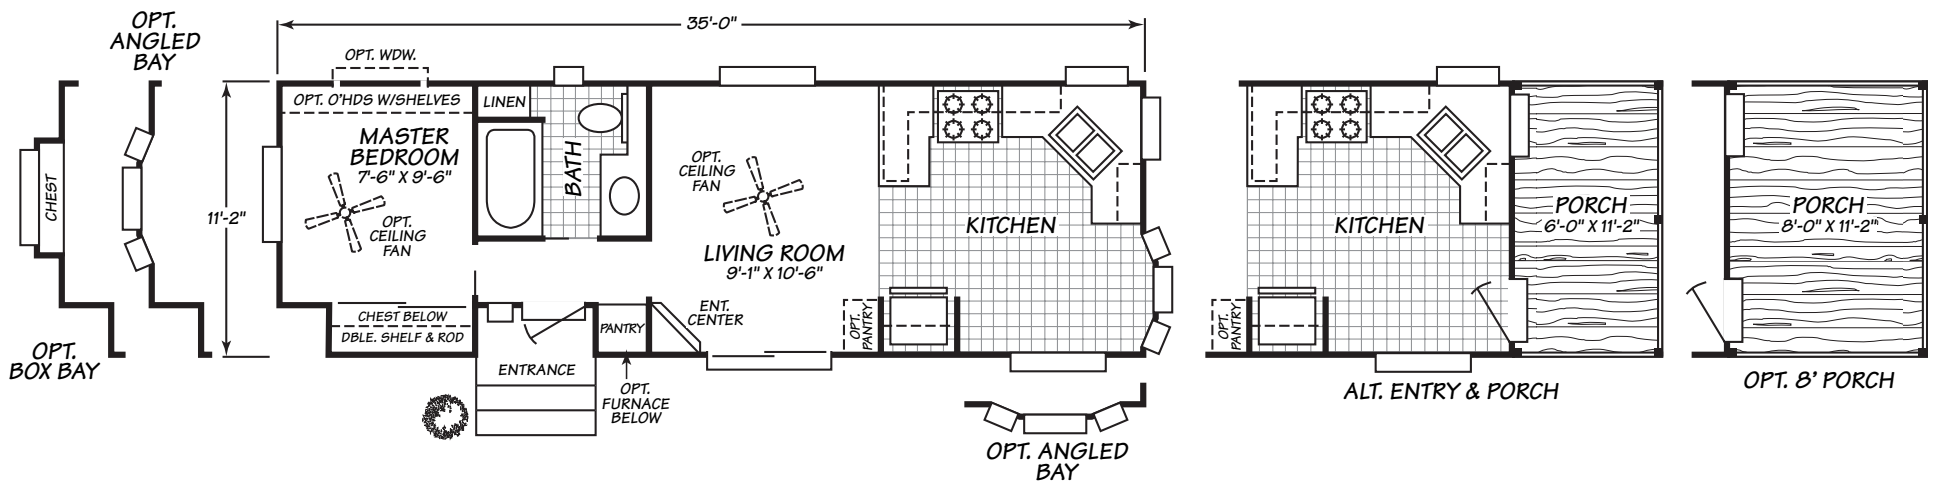 OPT.
ANGLED
BAY
35'-0"
OPT. WDW.
OPT. O'HDS W/SHELVES
LINEN
MASTER
BEDROOM
7'-6" X 9'-6"
BATH
OPT.
CEILING
FAN
CHEST
11'-2"
OPT.
CEILING
FAN
KITCHEN
LIVING ROOM
9'-1" X 10'-6"
CHEST BELOW
DBLE. SHELF & ROD
PANTRY
ENT.
CENTER
OPT.
PANTRY
ENTRANCE
OPT.
FURNACE
BELOW
OPT.
BOX BAY
OPT. ANGLED
BAY
KITCHEN
PORCH
6'-0" X 11'-2"
OPT.
PANTRY
ALT. ENTRY & PORCH
PORCH
8'-0" X 11'-2"
OPT. 8' PORCH